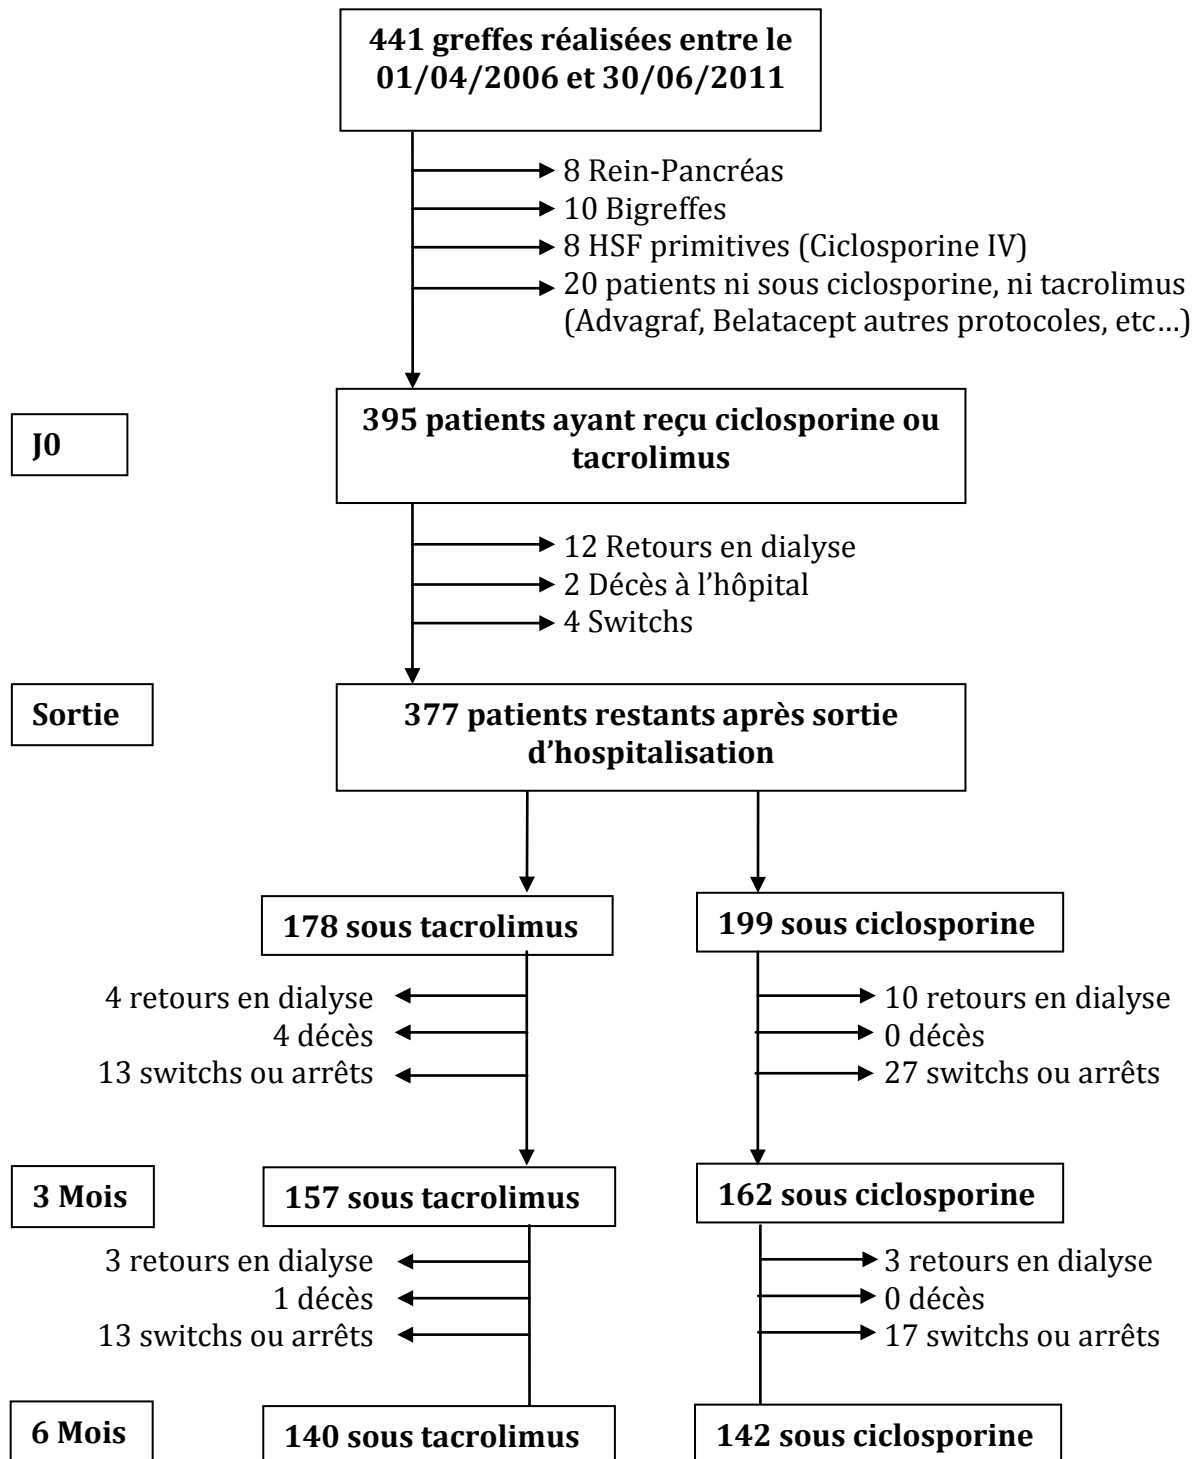 441 greffes réalisées entre le
01/04/2006 et 30/06/2011
8 Rein-Pancréas
10 Bigreffes
8 HSF primitives (Ciclosporine IV)
20 patients ni sous ciclosporine, ni tacrolimus
(Advagraf, Belatacept autres protocoles, etc…)
J0
395 patients ayant reçu ciclosporine ou
tacrolimus
12 Retours en dialyse
2 Décès à l’hôpital
4 Switchs
Sortie
377 patients restants après sortie
d’hospitalisation
178 sous tacrolimus
199 sous ciclosporine
4 retours en dialyse
4 décès
13 switchs ou arrêts
10 retours en dialyse
0 décès
27 switchs ou arrêts
3 Mois
157 sous tacrolimus
162 sous ciclosporine
3 retours en dialyse
1 décès
13 switchs ou arrêts
3 retours en dialyse
0 décès
17 switchs ou arrêts
6 Mois
140 sous tacrolimus
142 sous ciclosporine